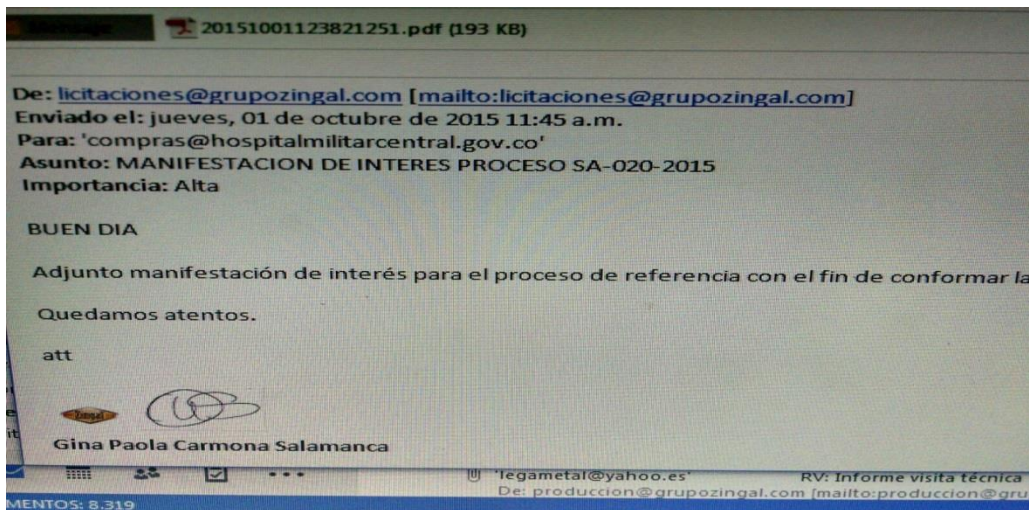 20151001123821251.pdf (193 KB)
De: licitaciones@grupozingal.com [mailto:licitaciones@grupozingal.com]
Enviado el: jueves, 01 de octubre de 2015 11:45 a.m.
Para: 'compras@hospitalmilitarcentral.gov.co'
Asunto: MANIFESTACION DE INTERES PROCESO SA-020-2015
Importancia: Alta
BUEN DIA
Adjunto manifestación de interés para el proceso de referencia con el fin de conformar la
Quedamos atentos.
att
Zingal
Gina Paola Carmona Salamanca
'legametal@yahoo.es' RV: Informe visita técnica
De: produccion@grupozingal.com [mailto:produccion@gru
MENTOS: 8.319